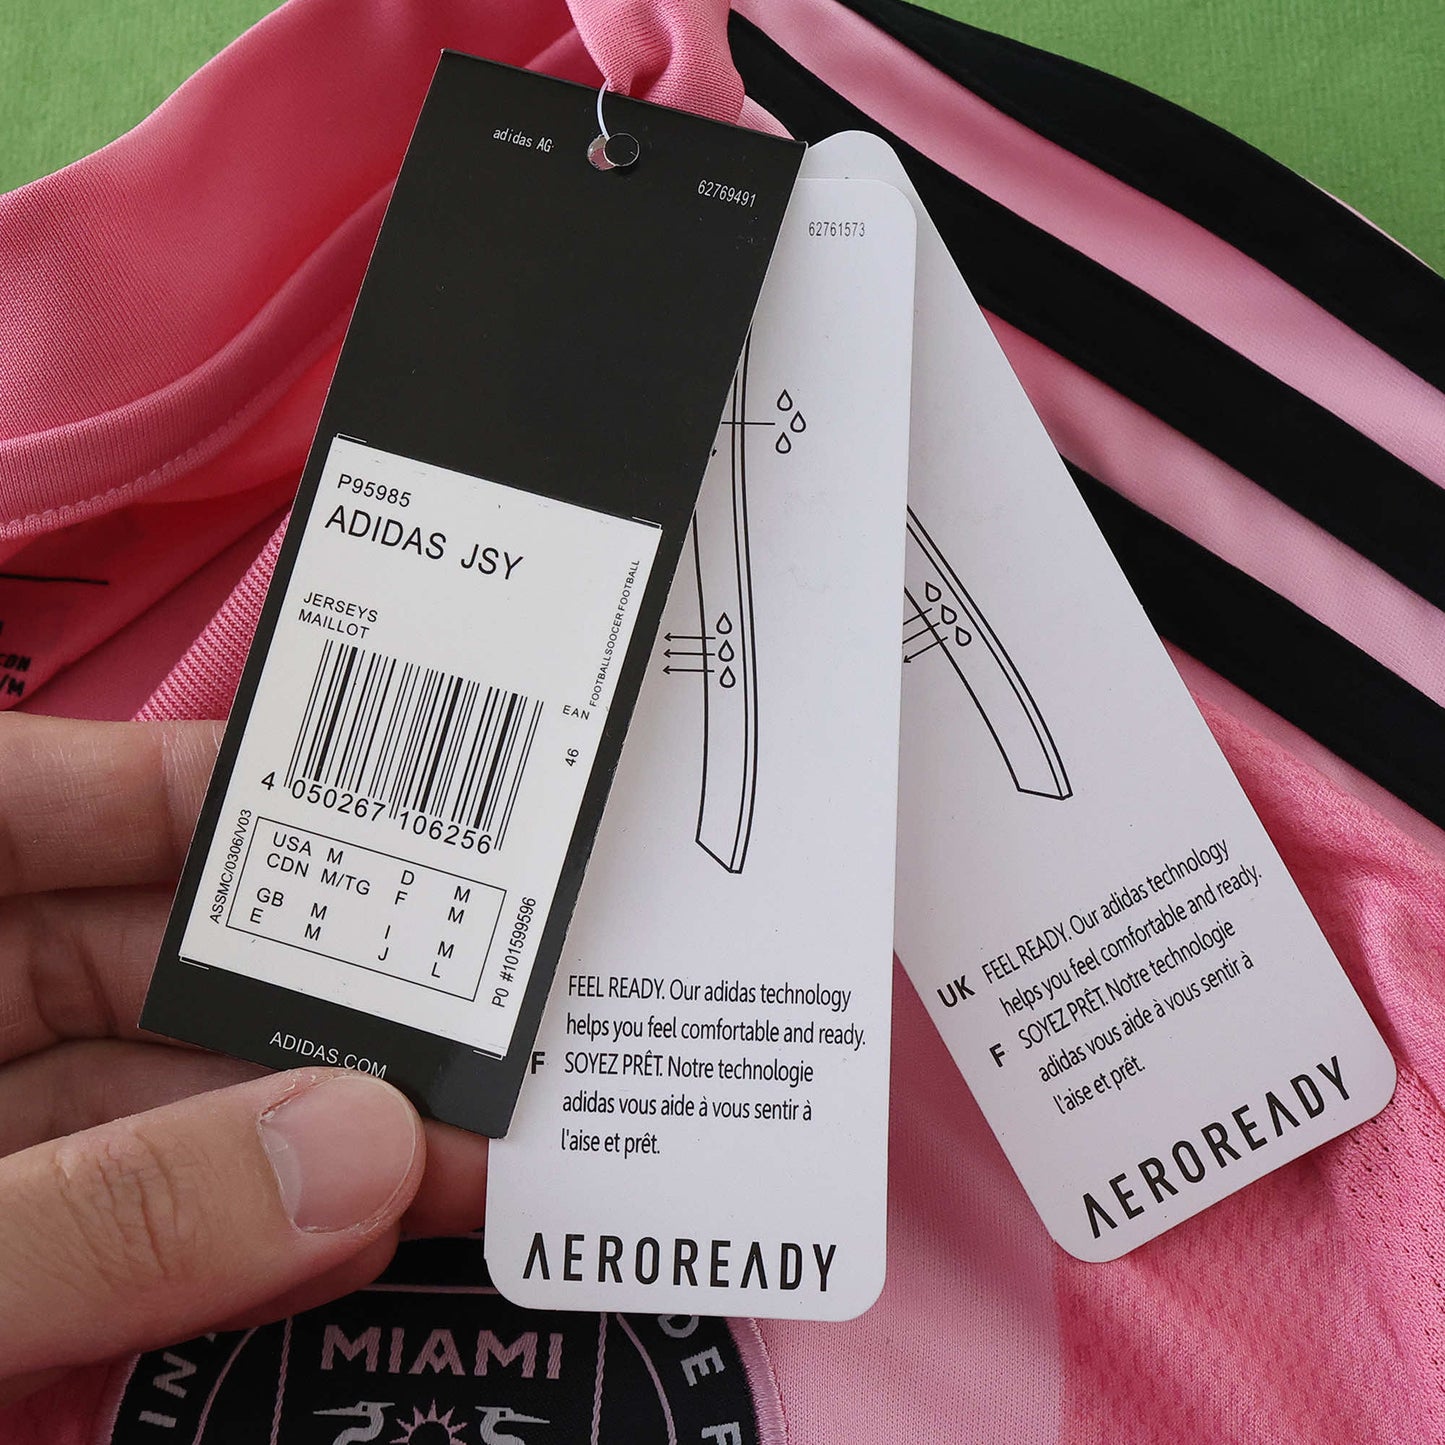 adidas AG
62769491
62761573
P95985
ADIDAS JSY
JERSEYS
MAILLOT
FOOTBALLSOOCER FOOTBALL
EAN
46
4 050267 106256
ASSMC/0306/V03
USA M D M
CDN M/TG F M
GB M I M
E M J L
PO #101599596
ADIDAS.COM
FEEL READY. Our adidas technology
helps you feel comfortable and ready.
F SOYEZ PRÊT. Notre technologie
adidas vous aide à vous sentir à
l'aise et prêt.
AEROREADY
UK FEEL READY. Our adidas technology
helps you feel comfortable and ready.
F SOYEZ PRÊT. Notre technologie
adidas vous aide à vous sentir à
l'aise et prêt.
AEROREADY
MIAMI